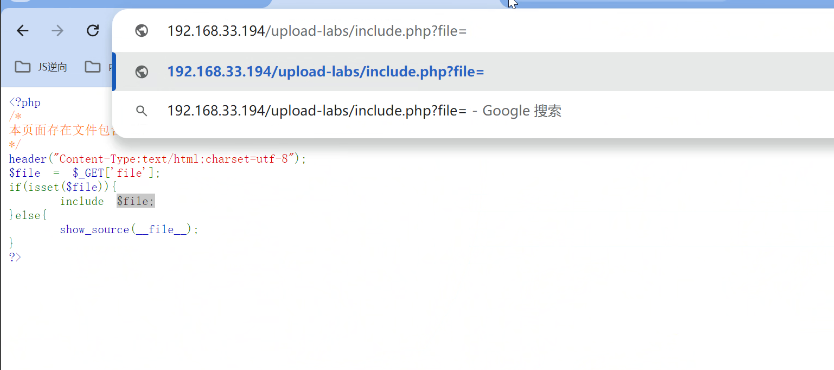 192.168.33.194/upload-labs/include.php?file=
JS逆向
192.168.33.194/upload-labs/include.php?file=
192.168.33.194/upload-labs/include.php?file= - Google 搜索
<?php
/*
本页面存在文件包
*/
header("Content-Type:text/html;charset=utf-8");
$file = $_GET['file'];
if(isset($file)){
include $file;
}else{
show_source(__file__);
}
?>